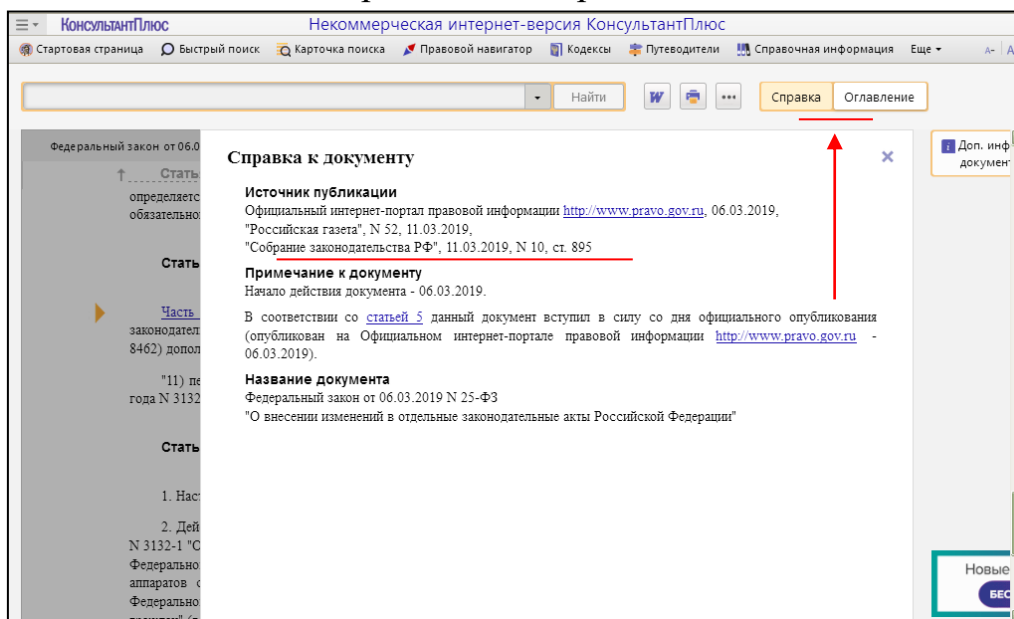 КонсультантПлюс Некоммерческая интернет-версия КонсультантПлюс
Стартовая страница Быстрый поиск Карточка поиска Правовой навигатор Кодексы Путеводители Справочная информация Еще A- A
Найти W ... Справка Оглавление
Федеральный закон от 06.0
Справка к документу
i Доп. инф
документ
Стать
Источник публикации
определяетс
Официальный интернет-портал правовой информации http://www.pravo.gov.ru, 06.03.2019,
обязательно
"Российская газета", N 52, 11.03.2019,
"Собрание законодательства РФ", 11.03.2019, N 10, ст. 895
Стать
Примечание к документу
Начало действия документа - 06.03.2019.
Часть
В соответствии со статьей 5 данный документ вступил в силу со дня официального опубликования
законодател
(опубликован на Официальном интернет-портале правовой информации http://www.pravo.gov.ru -
8462) допол
06.03.2019).
"11) пе
Название документа
года N 3132
Федеральный закон от 06.03.2019 N 25-ФЗ
"О внесении изменений в отдельные законодательные акты Российской Федерации"
Стать
1. Нас
2. Дей
N 3132-1 "О
Федерально
аппаратов с
Федерально
Новые
БЕС